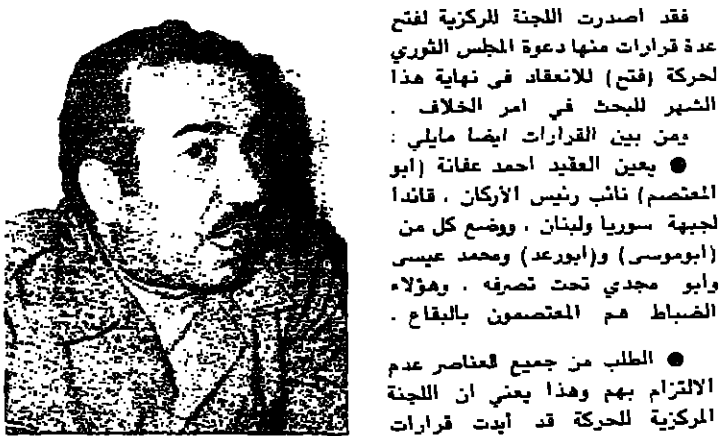 فقد اصدرت اللجنة المركزية لفتح
عدة قرارات منها دعوة المجلس الثوري
لحركة (فتح) للانعقاد في نهاية هذا
الشهر للبحث في امر الخلاف .
ومن بين القرارات ايضا مايلي :
● يعين العقيد احمد عفانة (ابو
المعتصم) نائب رئيس الأركان ، قائدا
لجبهة سوريا ولبنان ، ووضع كل من
(ابوموسى) و(ابورعد) ومحمد عيسى
وابو مجدي تحت تصرفه . وهؤلاء
الضباط هم المعتصمون بالبقاع .
● الطلب من جميع العناصر عدم
الالتزام بهم وهذا يعني ان اللجنة
المركزية للحركة قد أيدت قرارات